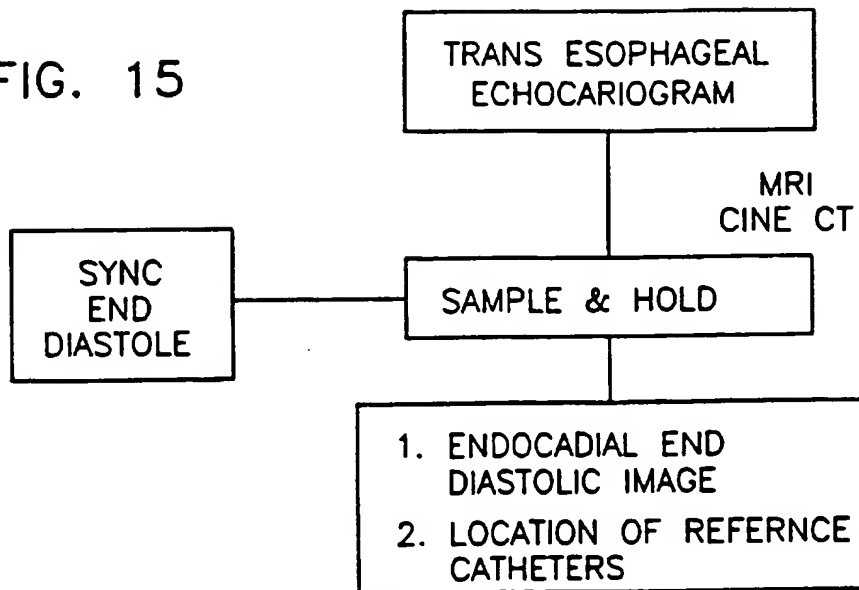 FIG. 15
TRANS ESOPHAGEAL
ECHOCARIOGRAM
MRI
CINE CT
SYNC
END
DIASTOLE
SAMPLE & HOLD
1. ENDOCADIAL END
DIASTOLIC IMAGE
2. LOCATION OF REFERNCE
CATHETERS